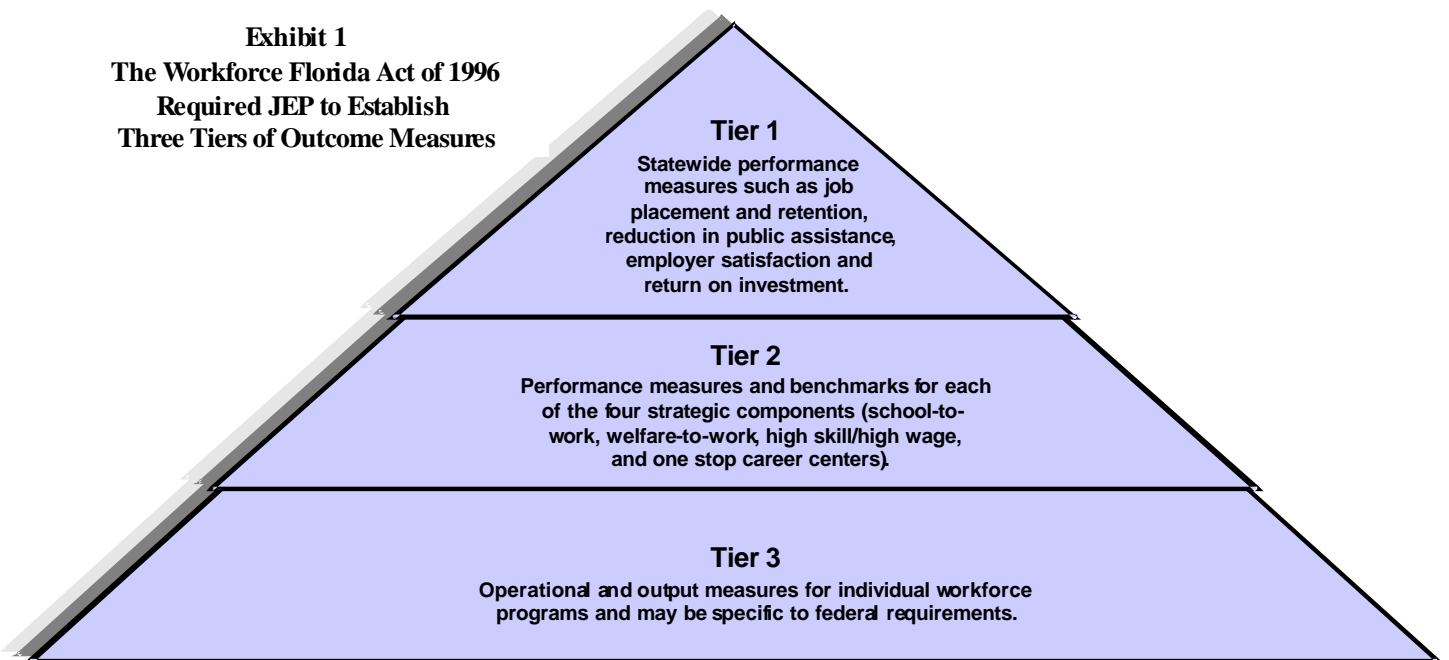 Exhibit 1
The Workforce Florida Act of 1996
Required JEP to Establish
Three Tiers of Outcome Measures
Tier 1
Statewide performance
measures such as job
placement and retention,
reduction in public assistance,
employer satisfaction and
return on investment.
Tier 2
Performance measures and benchmarks for each
of the four strategic components (school-to-
work, welfare-to-work, high skill/high wage,
and one stop career centers).
Tier 3
Operational and output measures for individual workforce
programs and may be specific to federal requirements.